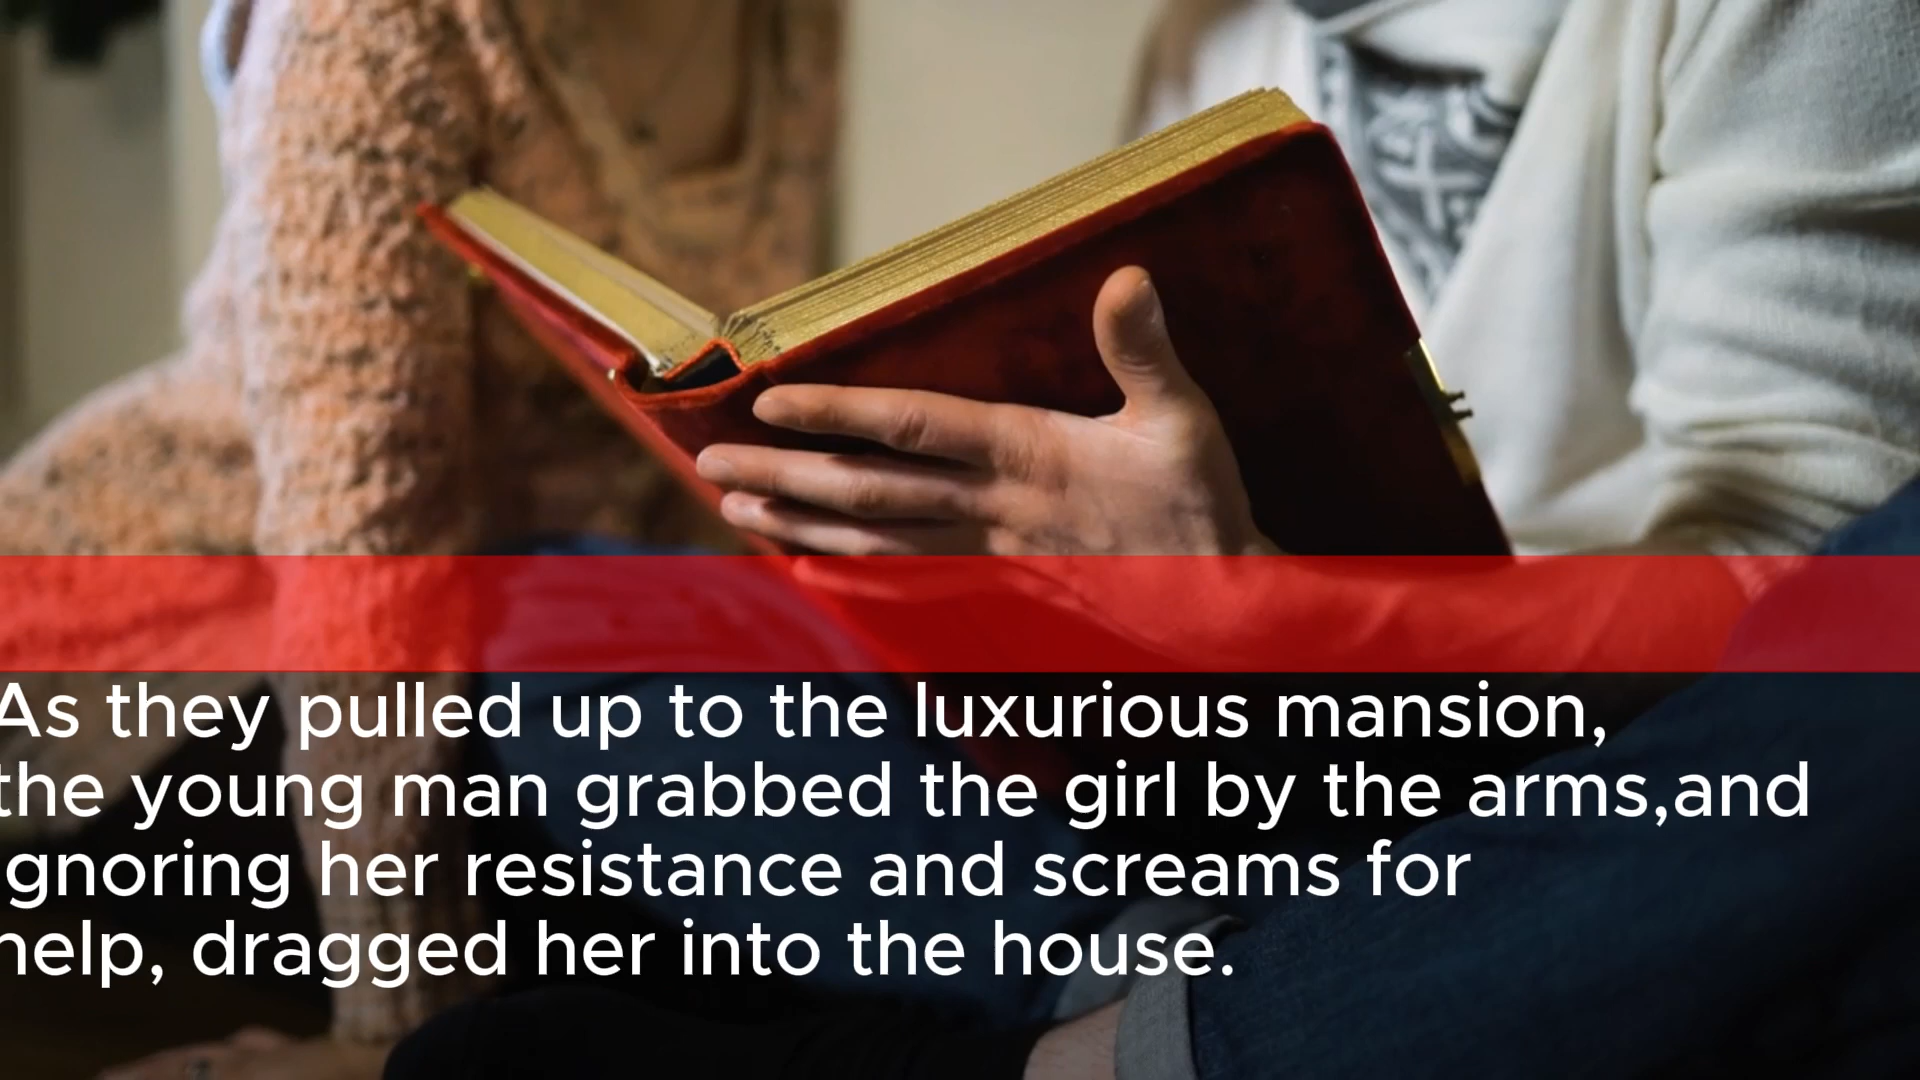 As they pulled up to the luxurious mansion,
the young man grabbed the girl by the arms,and
ignoring her resistance and screams for
help, dragged her into the house.